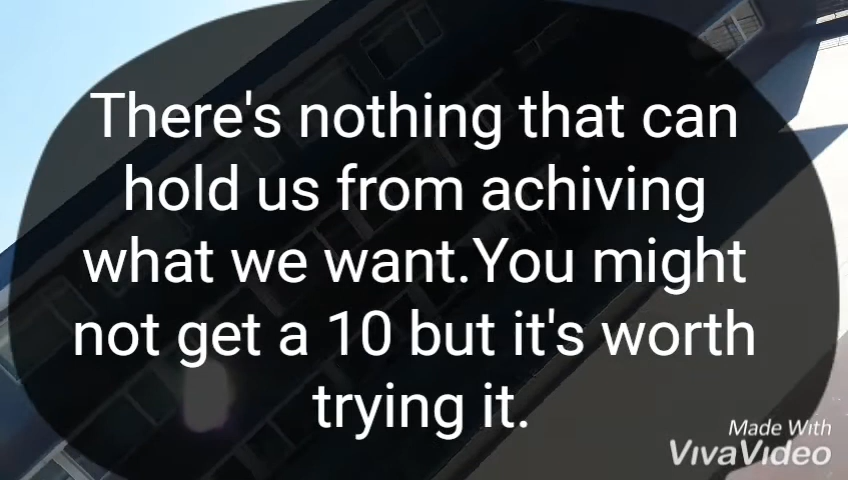 There's nothing that can
hold us from achiving
what we want.You might
not get a 10 but it's worth
trying it.
Made With
VivaVideo